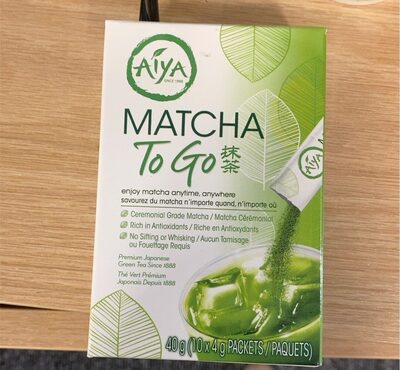 AIYA
SINCE 1888
MATCHA
To Go 抹茶
enjoy matcha anytime, anywhere
savourez du matcha n'importe quand, n'importe où
Ceremonial Grade Matcha / Matcha Cérémonial
Rich in Antioxidants / Riche en Antioxydants
No Sifting or Whisking / Aucun Tamisage
ou Fouettage Requis
Premium Japanese
Green Tea Since 1888
Thé Vert Prémium
Japonais Depuis 1888
AIYA
40 g (10 x 4 g PACKETS / PAQUETS)